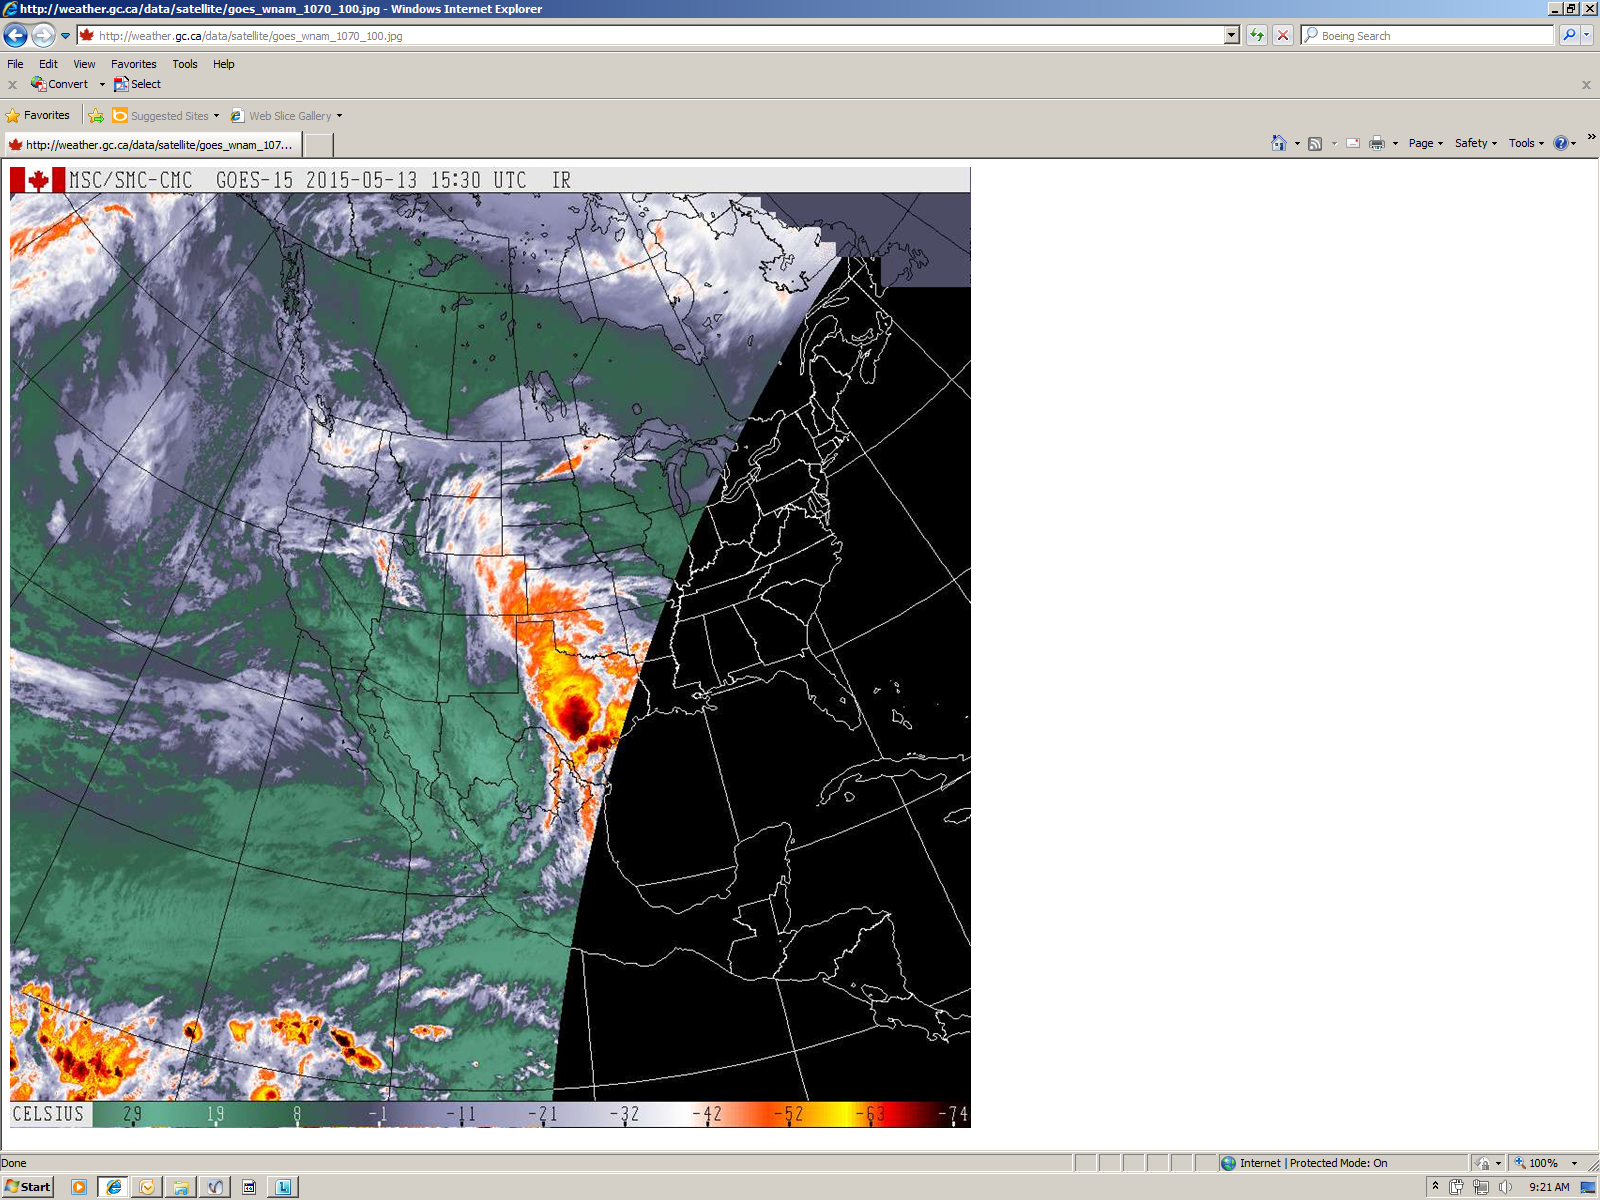 http://weather.gc.ca/data/satellite/goes_wnam_1070_100.jpg - Windows Internet Explorer
http://weather.gc.ca/data/satellite/goes_wnam_1070_100.jpg
Boeing Search
File Edit View Favorites Tools Help
x Convert Select x
Favorites Suggested Sites Web Slice Gallery
http://weather.gc.ca/data/satellite/goes_wnam_107... Page Safety Tools »
MSC/SMC-CMC GOES-15 2015-05-13 15:30 UTC IR
CELSIUS 29 19 8 -1 -11 -21 -32 -42 -52 -63 -74
Done Internet | Protected Mode: On 100%
Start 9:21 AM